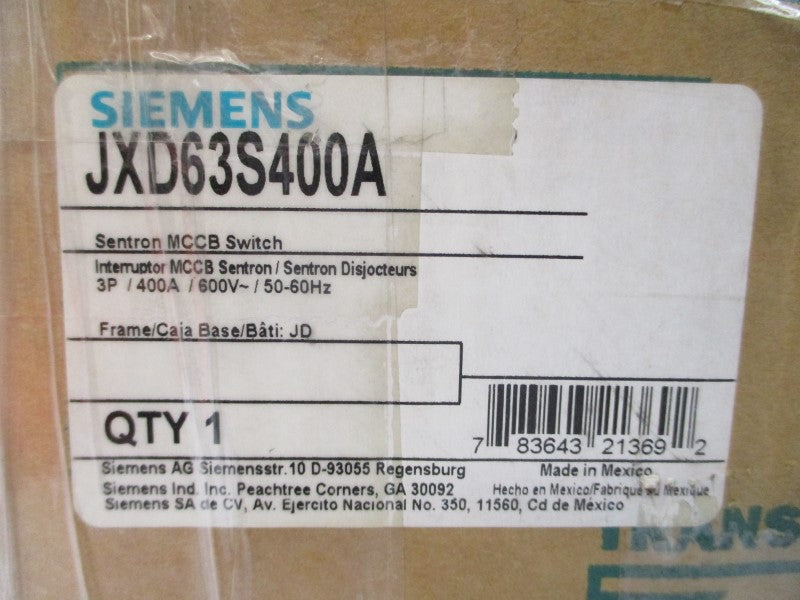 SIEMENS
JXD63S400A
Sentron MCCB Switch
Interruptor MCCB Sentron / Sentron Disjocteurs
3P / 400A / 600V~ / 50-60Hz
Frame/Caja Base/Bâti: JD
QTY 1
7 83643 21369 2
Siemens AG Siemensstr.10 D-93055 Regensburg
Made in Mexico
Siemens Ind. Inc. Peachtree Corners, GA 30092
Hecho en Mexico/Fabriqué au Mexique
Siemens SA de CV, Av. Ejercito Nacional No. 350, 11560, Cd de México
TRANS